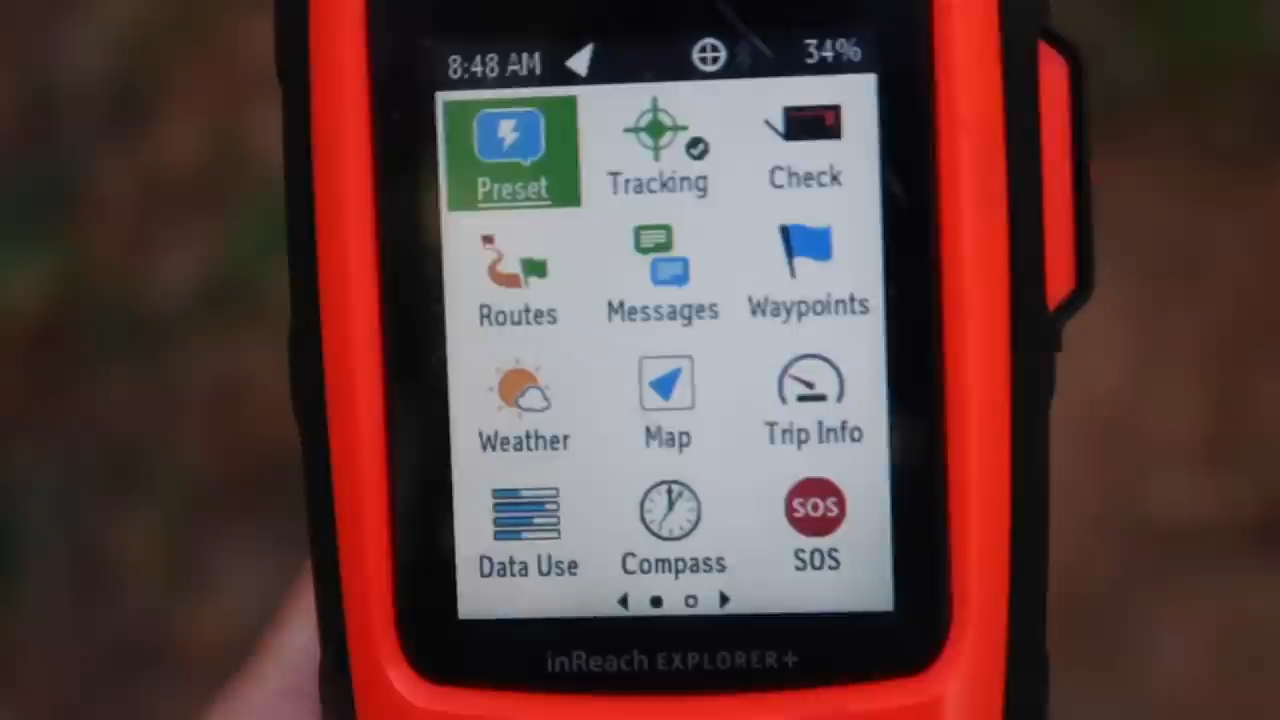 8:48 AM 34%
Preset Tracking Check
Routes Messages Waypoints
Weather Map Trip Info
SOS
Data Use Compass SOS
inReach EXPLORER+